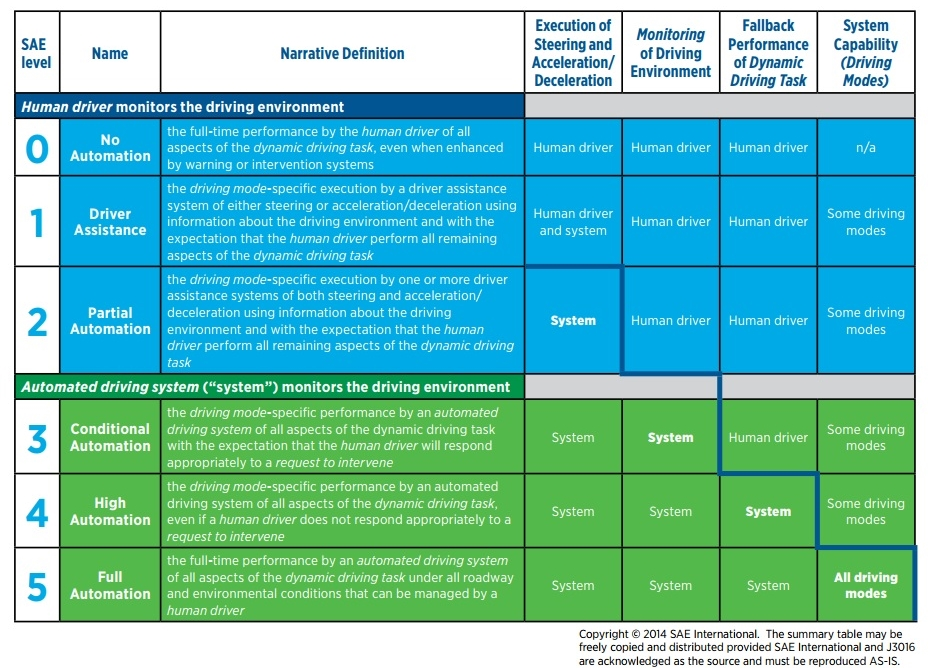 SAE
level
Name
Narrative Definition
Execution of
Steering and
Acceleration/
Deceleration
Monitoring
of Driving
Environment
Fallback
Performance
of Dynamic
Driving Task
System
Capability
(Driving
Modes)
Human driver monitors the driving environment
0
No
Automation
the full-time performance by the human driver of all
aspects of the dynamic driving task, even when enhanced
by warning or intervention systems
Human driver
Human driver
Human driver
n/a
1
Driver
Assistance
the driving mode-specific execution by a driver assistance
system of either steering or acceleration/deceleration using
information about the driving environment and with the
expectation that the human driver perform all remaining
aspects of the dynamic driving task
Human driver
and system
Human driver
Human driver
Some driving
modes
2
Partial
Automation
the driving mode-specific execution by one or more driver
assistance systems of both steering and acceleration/
deceleration using information about the driving
environment and with the expectation that the human
driver perform all remaining aspects of the dynamic driving
task
System
Human driver
Human driver
Some driving
modes
Automated driving system (“system”) monitors the driving environment
3
Conditional
Automation
the driving mode-specific performance by an automated
driving system of all aspects of the dynamic driving task
with the expectation that the human driver will respond
appropriately to a request to intervene
System
System
Human driver
Some driving
modes
4
High
Automation
the driving mode-specific performance by an automated
driving system of all aspects of the dynamic driving task,
even if a human driver does not respond appropriately to a
request to intervene
System
System
System
Some driving
modes
5
Full
Automation
the full-time performance by an automated driving system
of all aspects of the dynamic driving task under all roadway
and environmental conditions that can be managed by a
human driver
System
System
System
All driving
modes
Copyright © 2014 SAE International. The summary table may be
freely copied and distributed provided SAE International and J3016
are acknowledged as the source and must be reproduced AS-IS.